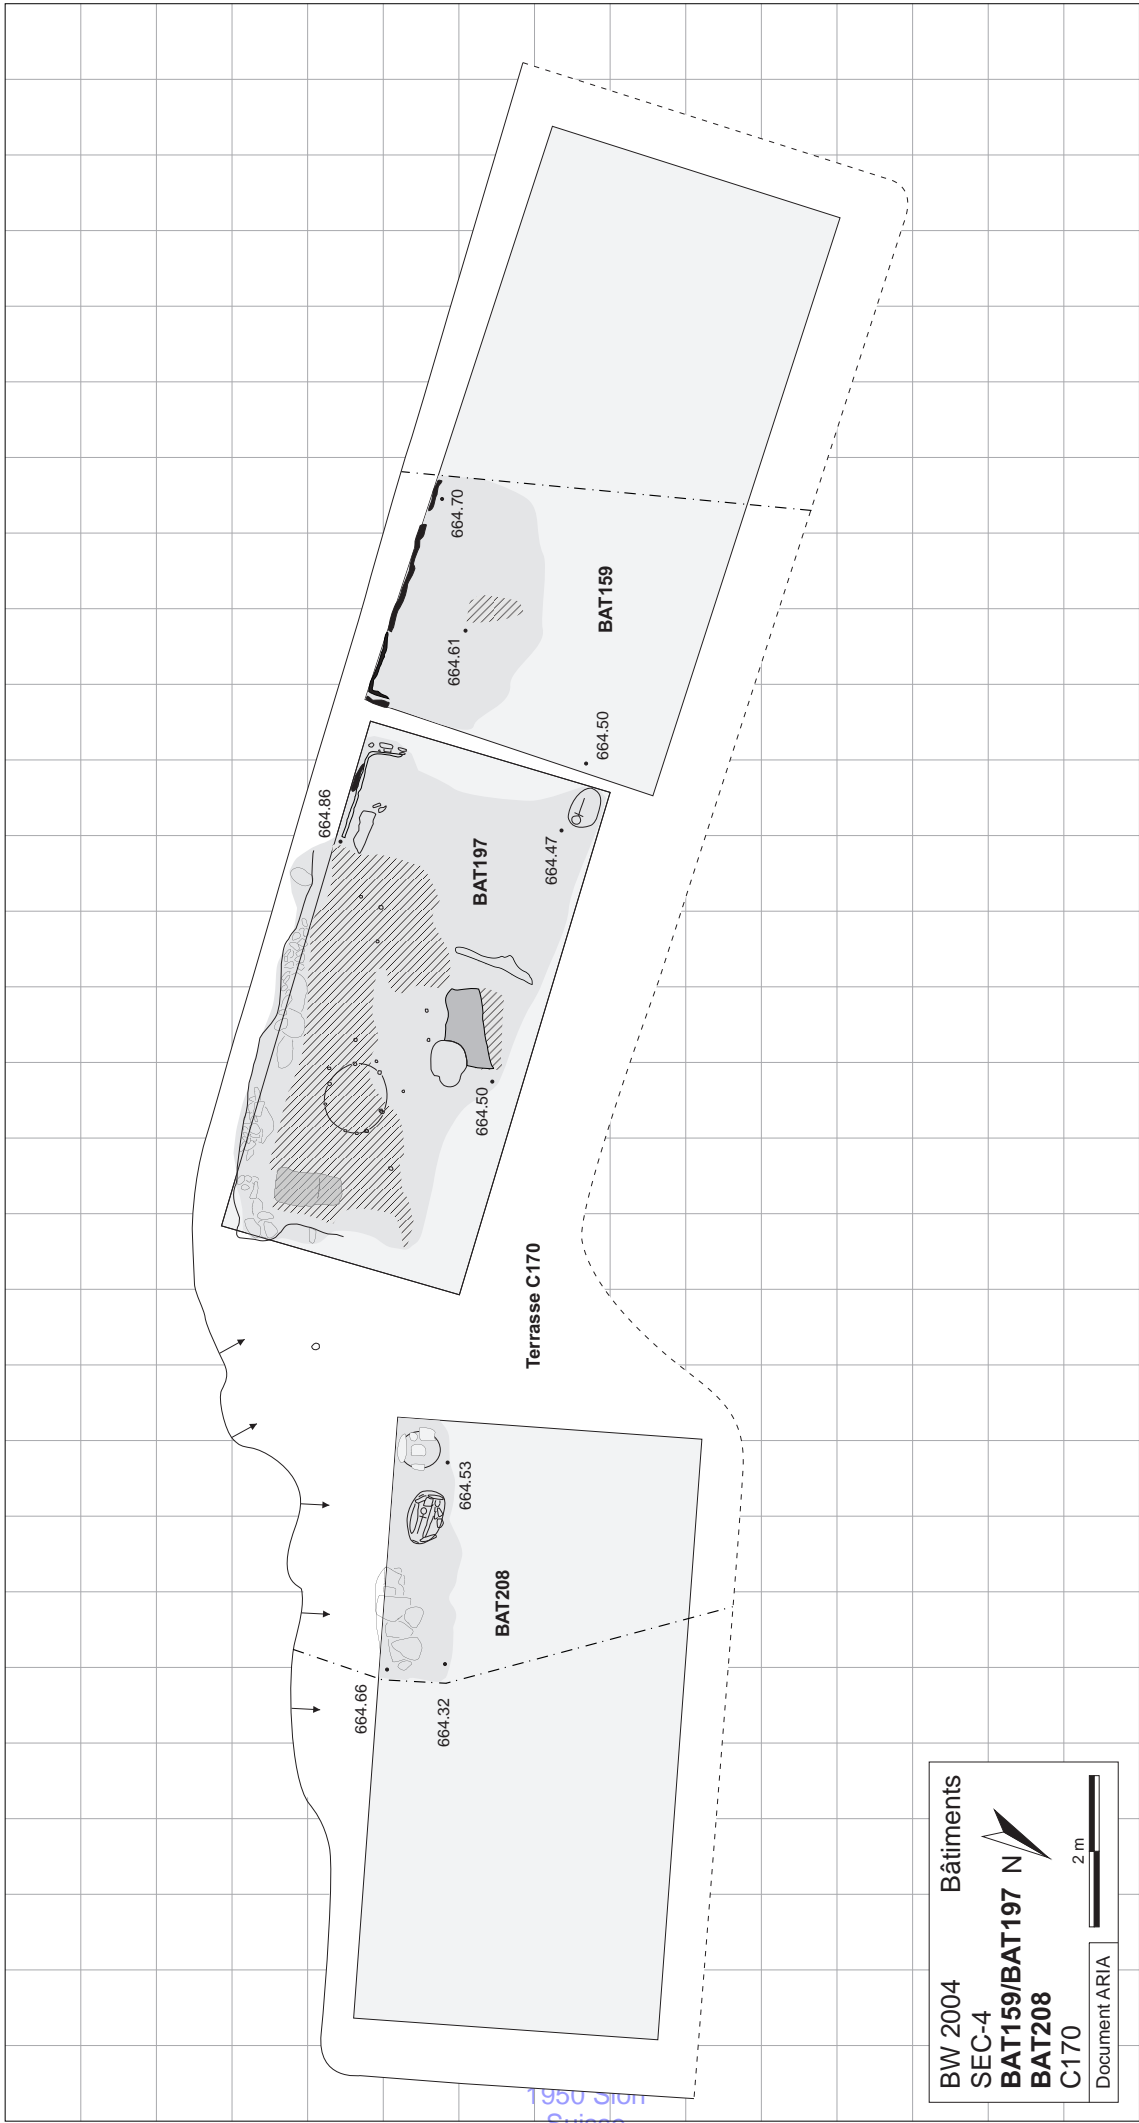 664.70
664.61
BAT159
664.50
664.86
BAT197
664.47
664.50
Terrasse C170
664.53
BAT208
664.66
664.32
BW 2004 Bâtiments
SEC-4
BAT159/BAT197 N
BAT208
C170
2 m
Document ARIA
1950 Sion
Suisse